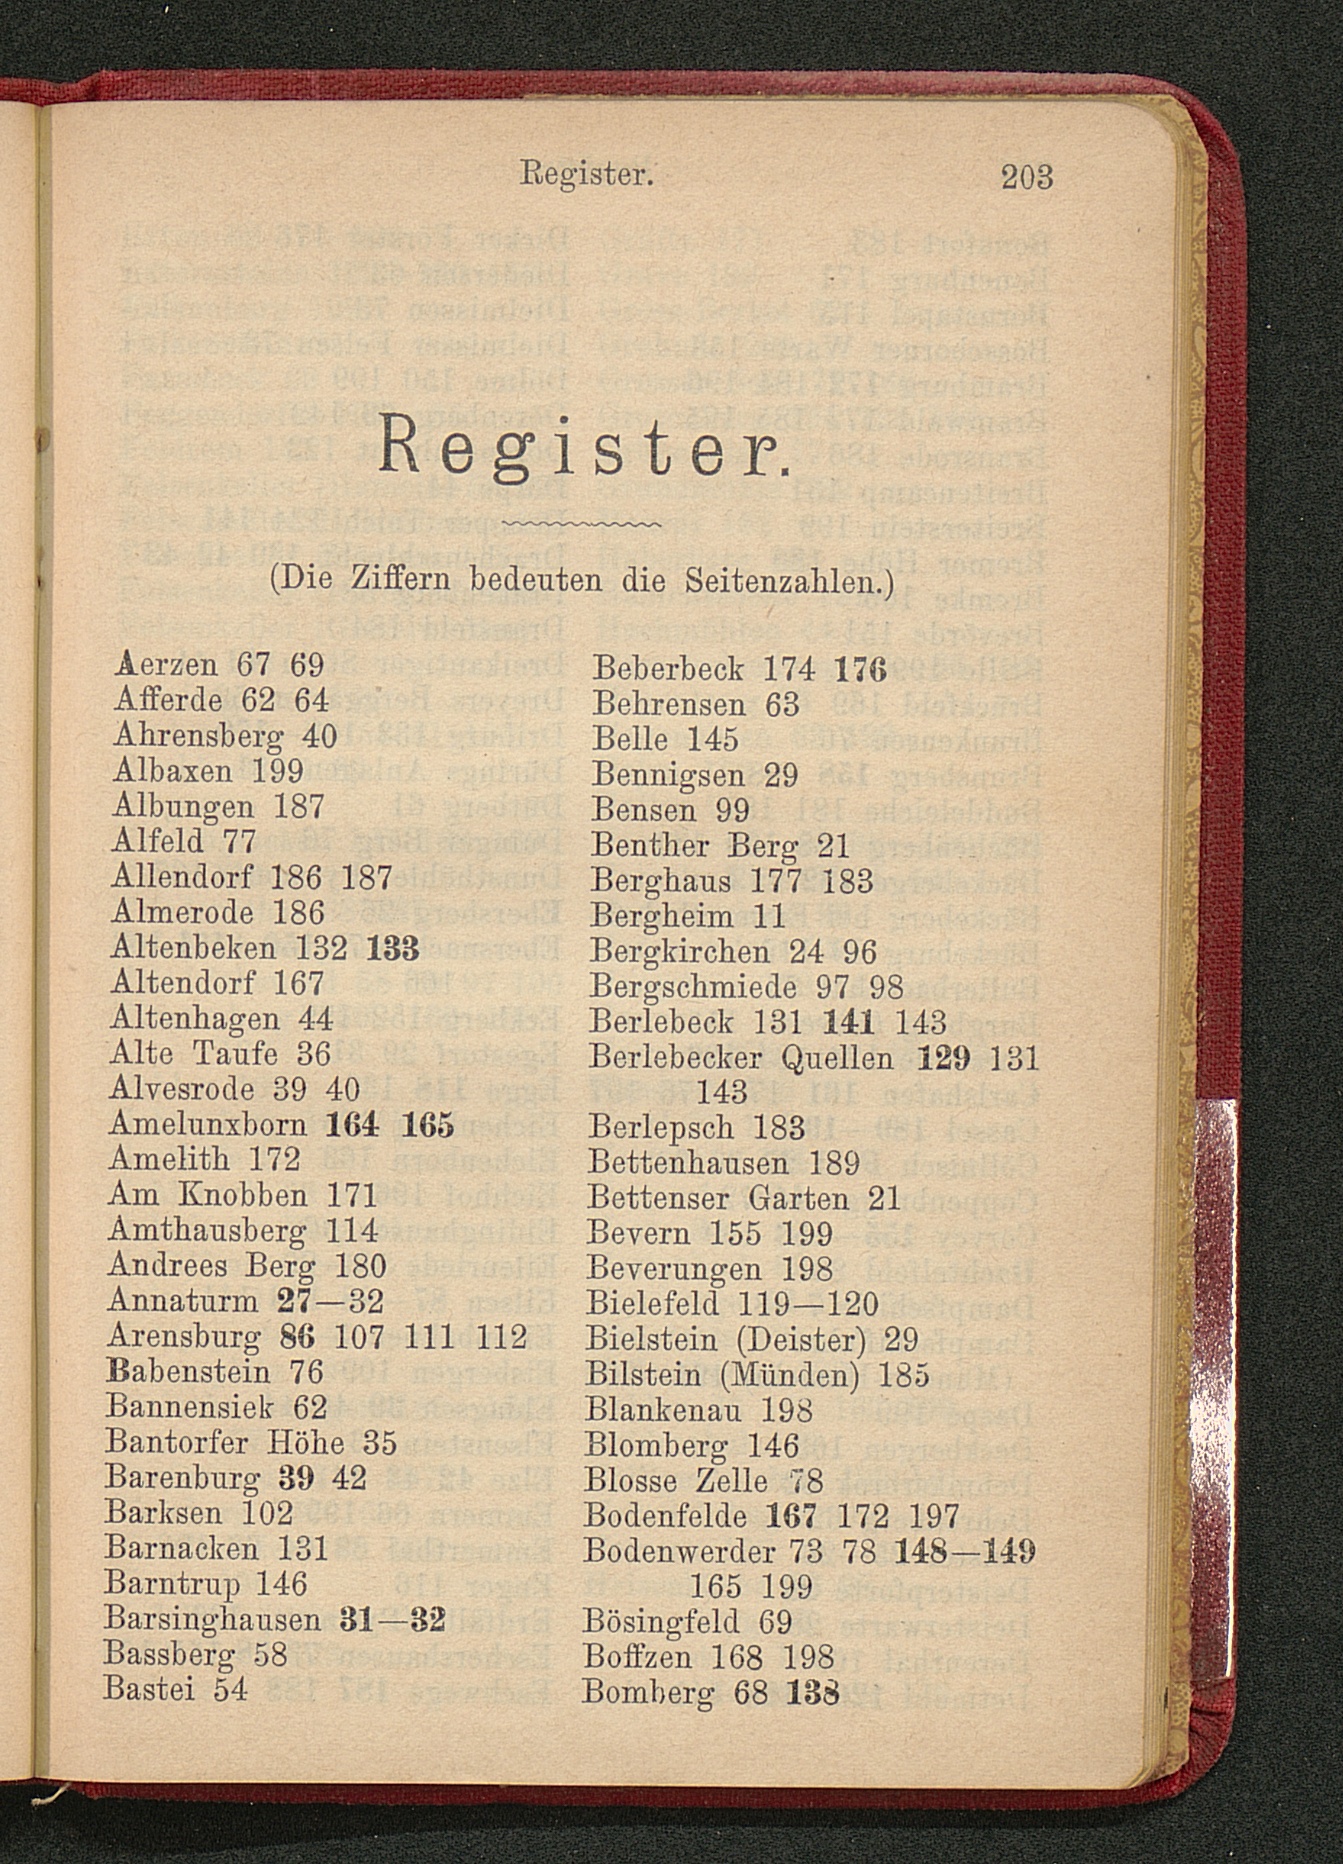 Register.
203
Register.
(Die Ziffern bedeuten die Seitenzahlen.)
Aerzen 67 69
Afferde 62 64
Ahrensberg 40
Albaxen 199
Albungen 187
Alfeld 77
Allendorf 186 187
Almerode 186
Altenbeken 132 133
Altendorf 167
Altenhagen 44
Alte Taufe 36
Alvesrode 39 40
Amelunxborn 164 165
Amelith 172
Am Knobben 171
Amthausberg 114
Andrees Berg 180
Annaturm 27—32
Arensburg 86 107 111 112
Babenstein 76
Bannensiek 62
Bantorfer Höhe 35
Barenburg 39 42
Barksen 102
Barnacken 131
Barntrup 146
Barsinghausen 31—32
Bassberg 58
Bastei 54
Beberbeck 174 176
Behrensen 63
Belle 145
Bennigsen 29
Bensen 99
Benther Berg 21
Berghaus 177 183
Bergheim 11
Bergkirchen 24 96
Bergschmiede 97 98
Berlebeck 131 141 143
Berlebecker Quellen 129 131
143
Berlepsch 183
Bettenhausen 189
Bettenser Garten 21
Bevern 155 199
Beverungen 198
Bielefeld 119—120
Bielstein (Deister) 29
Bilstein (Münden) 185
Blankenau 198
Blomberg 146
Blosse Zelle 78
Bodenfelde 167 172 197
Bodenwerder 73 78 148—149
165 199
Bösingfeld 69
Boffzen 168 198
Bomberg 68 138